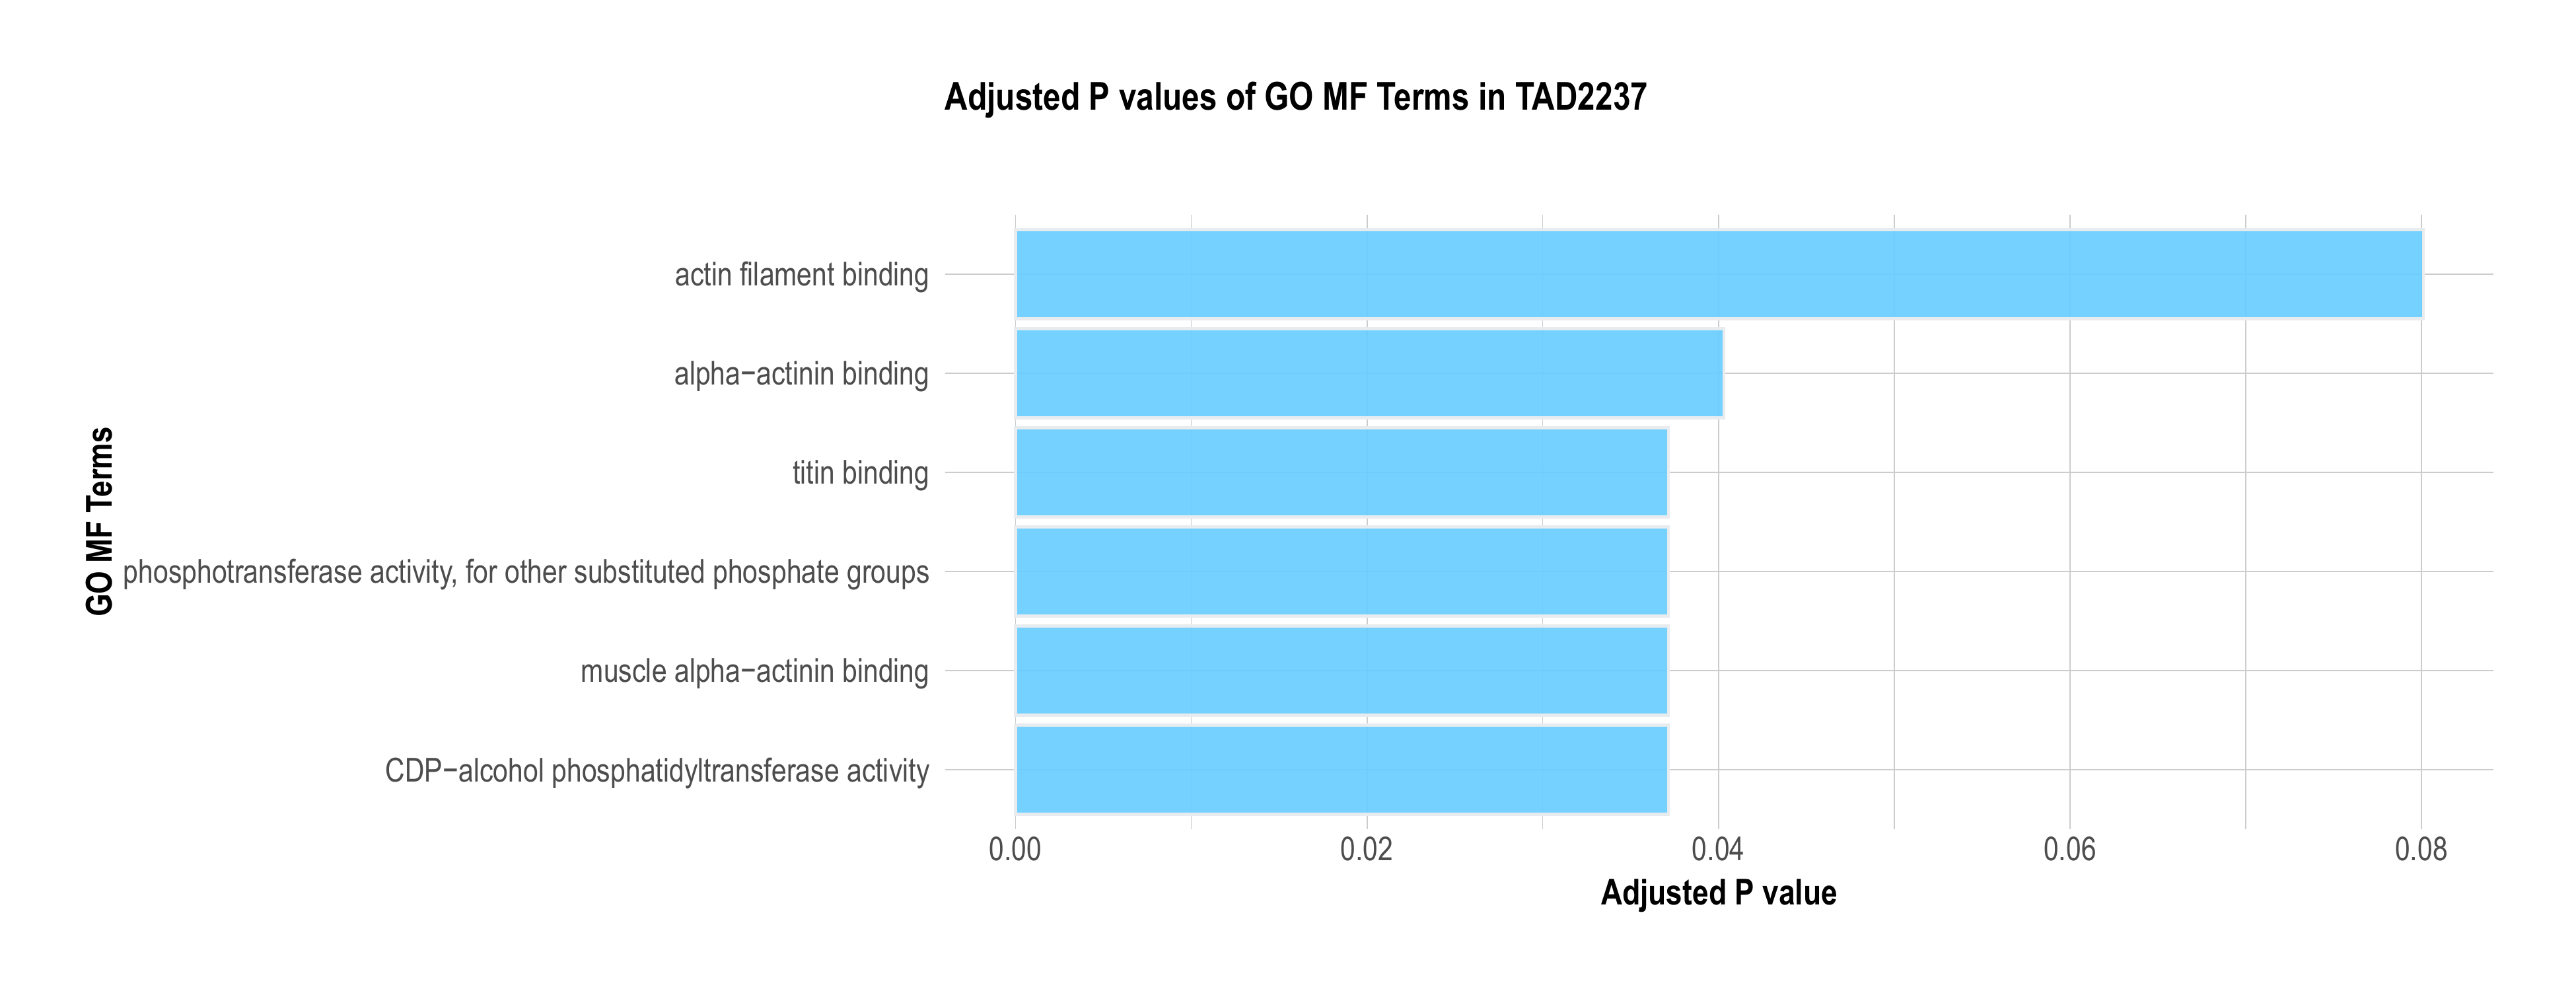 Adjusted P values of GO MF Terms in TAD2237
GO MF Terms
actin filament binding
alpha−actinin binding
titin binding
phosphotransferase activity, for other substituted phosphate groups
muscle alpha−actinin binding
CDP−alcohol phosphatidyltransferase activity
0.00 0.02 0.04 0.06 0.08
Adjusted P value